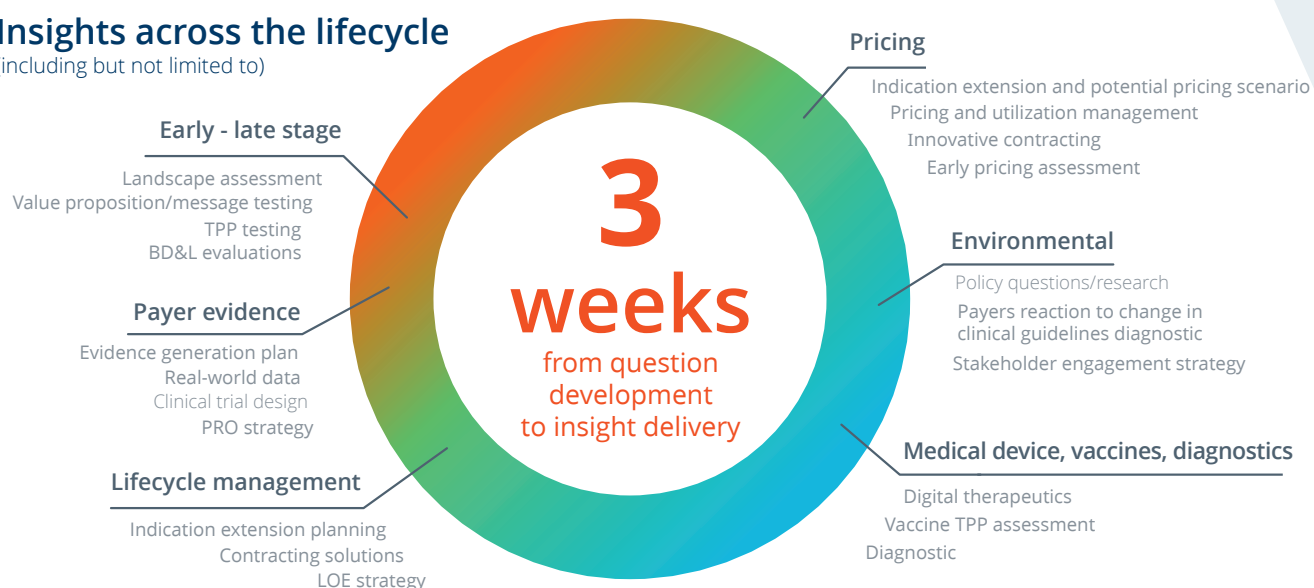 Insights across the lifecycle
(including but not limited to)
Early - late stage
Landscape assessment
Value proposition/message testing
TPP testing
BD&L evaluations
Payer evidence
Evidence generation plan
Real-world data
Clinical trial design
PRO strategy
Lifecycle management
Indication extension planning
Contracting solutions
LOE strategy
3
weeks
from question
development
to insight delivery
Pricing
Indication extension and potential pricing scenario
Pricing and utilization management
Innovative contracting
Early pricing assessment
Environmental
Policy questions/research
Payers reaction to change in
clinical guidelines diagnostic
Stakeholder engagement strategy
Medical device, vaccines, diagnostics
Digital therapeutics
Vaccine TPP assessment
Diagnostic